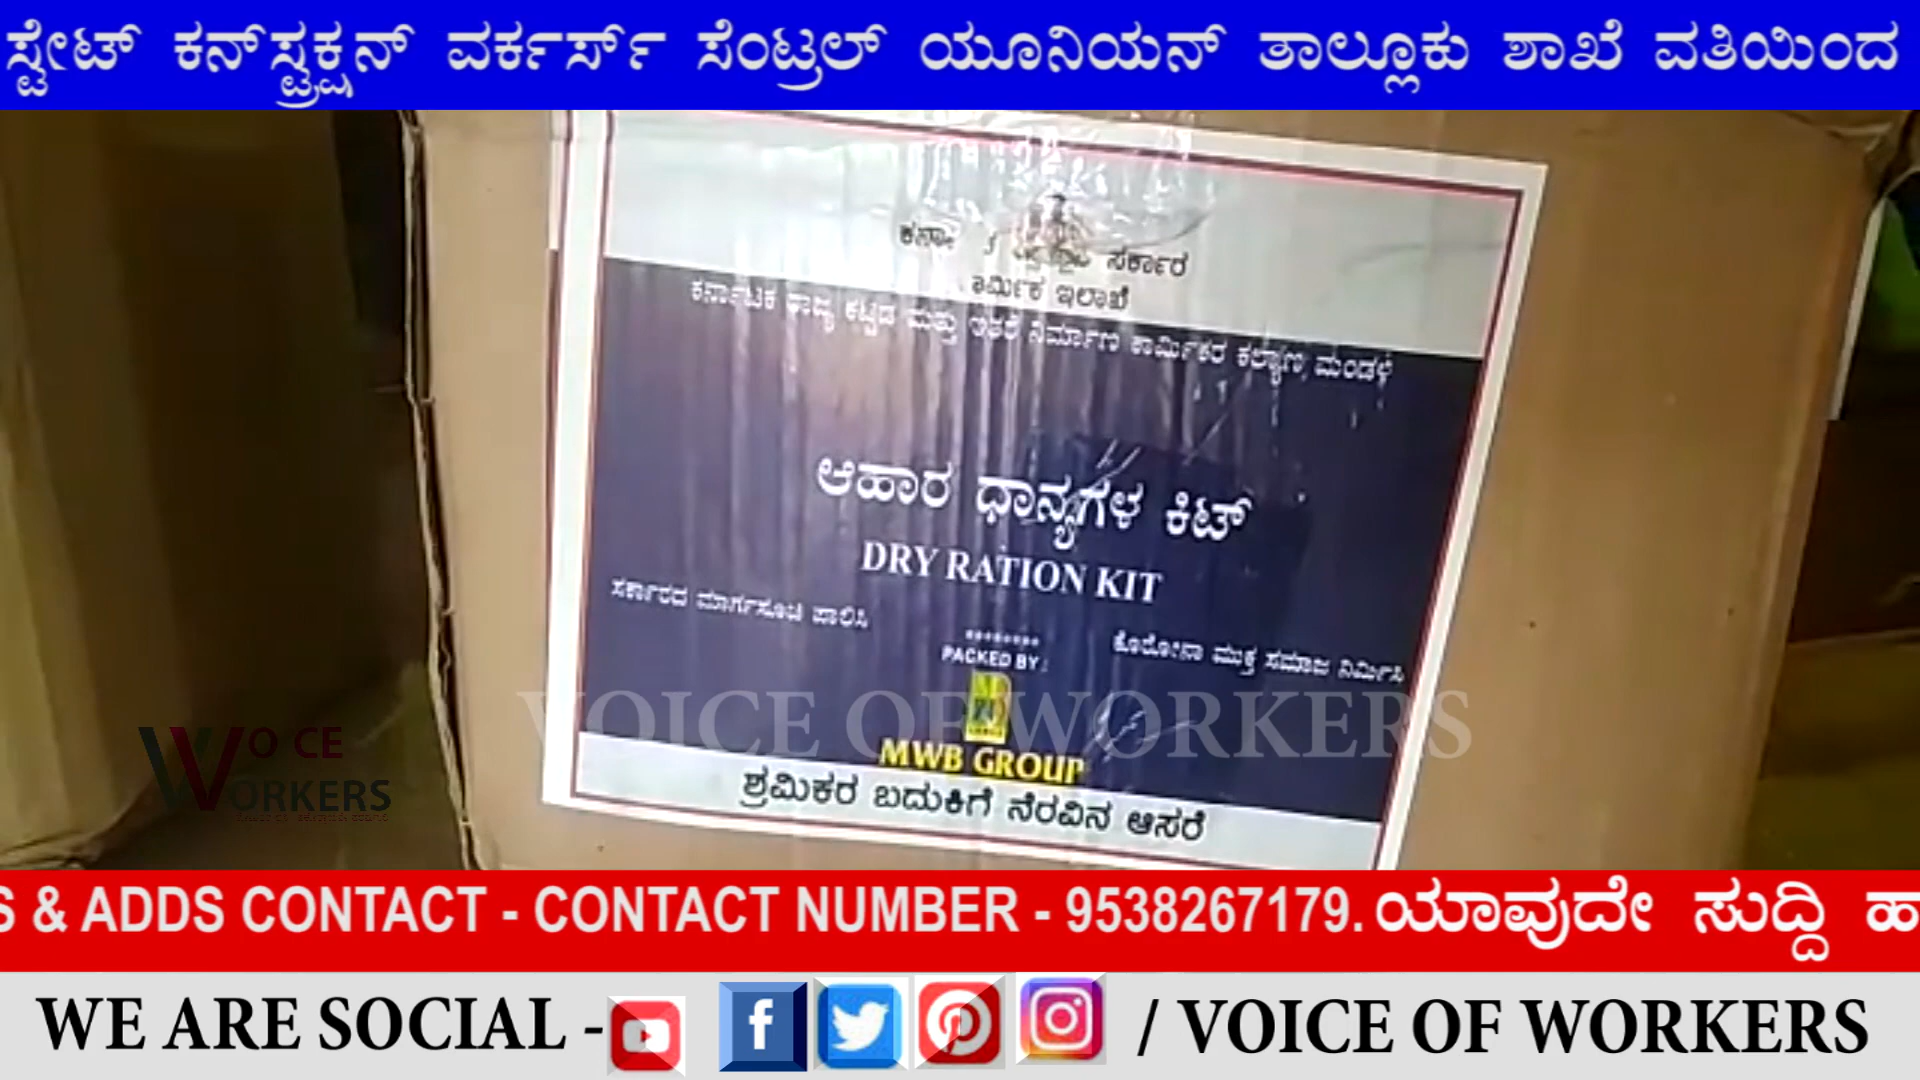 ಸ್ಟೇಟ್ ಕನ್‌ಸ್ಟ್ರಕ್ಷನ್ ವರ್ಕರ್ಸ್ ಸೆಂಟ್ರಲ್ ಯೂನಿಯನ್ ತಾಲ್ಲೂಕು ಶಾಖೆ ವತಿಯಿಂದ
ಸರ್ಕಾರ
ಇಲಾಖೆ
ಕರ್ನಾಟಕ ರಾಜ್ಯ ಕಟ್ಟಡ ಮತ್ತು ಇತರೆ ನಿರ್ಮಾಣ ಕಾರ್ಮಿಕರ ಕಲ್ಯಾಣ ಮಂಡಳಿ
ಆಹಾರ ಧಾನ್ಯಗಳ ಕಿಟ್
DRY RATION KIT
ಸರ್ಕಾರದ ಮಾರ್ಗಸೂಚಿ ಪಾಲಿಸಿ
ಕೊರೋನಾ ಮುಕ್ತ ಸಮಾಜ ನಿರ್ಮಿಸಿ
PACKED BY :
MWB GROUP
ಶ್ರಮಿಕರ ಬದುಕಿಗೆ ನೆರವಿನ ಆಸರೆ
VOICE OF WORKERS
VOICE
WORKERS
S & ADDS CONTACT - CONTACT NUMBER - 9538267179. ಯಾವುದೇ ಸುದ್ದಿ ಹಾ
WE ARE SOCIAL - / VOICE OF WORKERS